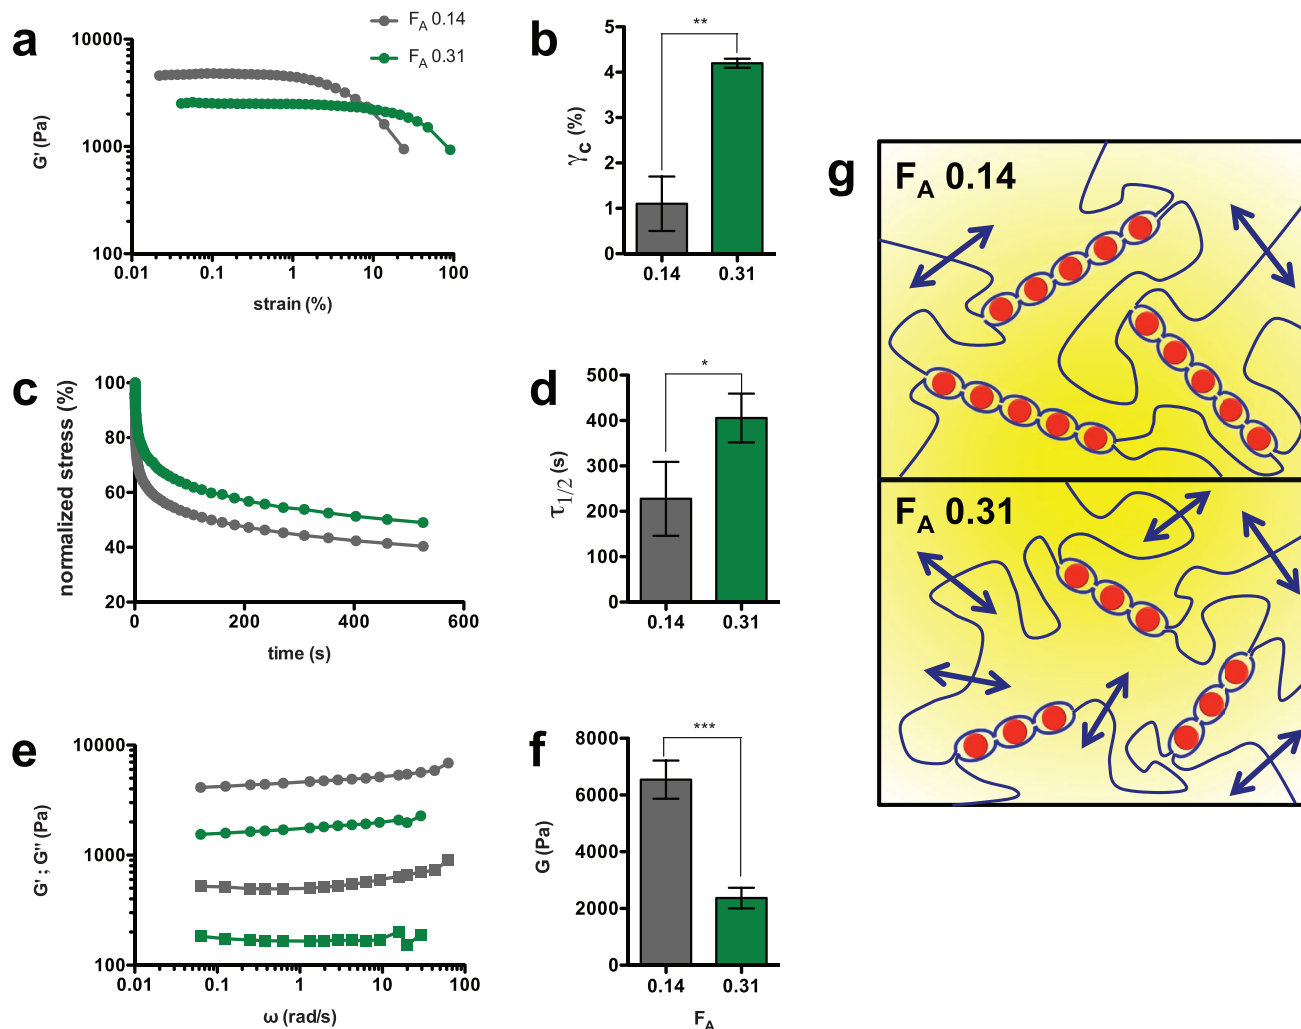 a
F_A 0.14
F_A 0.31
10000
1000
100
G' (Pa)
0.01 0.1 1 10 100
strain (%)
b
**
5
4
3
2
1
0
γ_c (%)
0.14 0.31
c
100
80
60
40
20
normalized stress (%)
0 200 400 600
time (s)
d
*
500
400
300
200
100
0
τ_1/2 (s)
0.14 0.31
e
10000
1000
100
G' ; G'' (Pa)
0.01 0.1 1 10 100
ω (rad/s)
f
***
8000
6000
4000
2000
0
G (Pa)
0.14 0.31
F_A
g
F_A 0.14
F_A 0.31